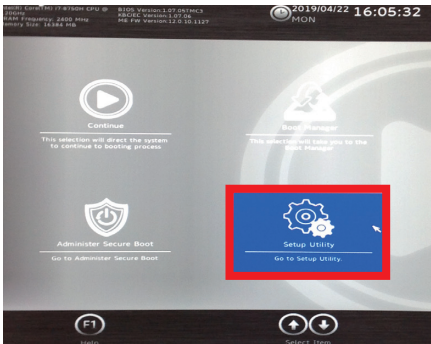 Intel(R) Core(TM) i7-8750H CPU @
2.20GHz
RAM Frequency: 2400 MHz
Memory Size: 16384 MB
BIOS Version:1.07.05TMC3
KBOEC Version:1.07.06
ME FW Version:12.0.10.1127
2019/04/22 16:05:32
MON
Continue
This selection will direct the system
to continue to booting process
Boot Manager
This selection will take you to the
Boot Manager
Administer Secure Boot
Go to Administer Secure Boot
Setup Utility
Go to Setup Utility.
F1
Help
Select Item